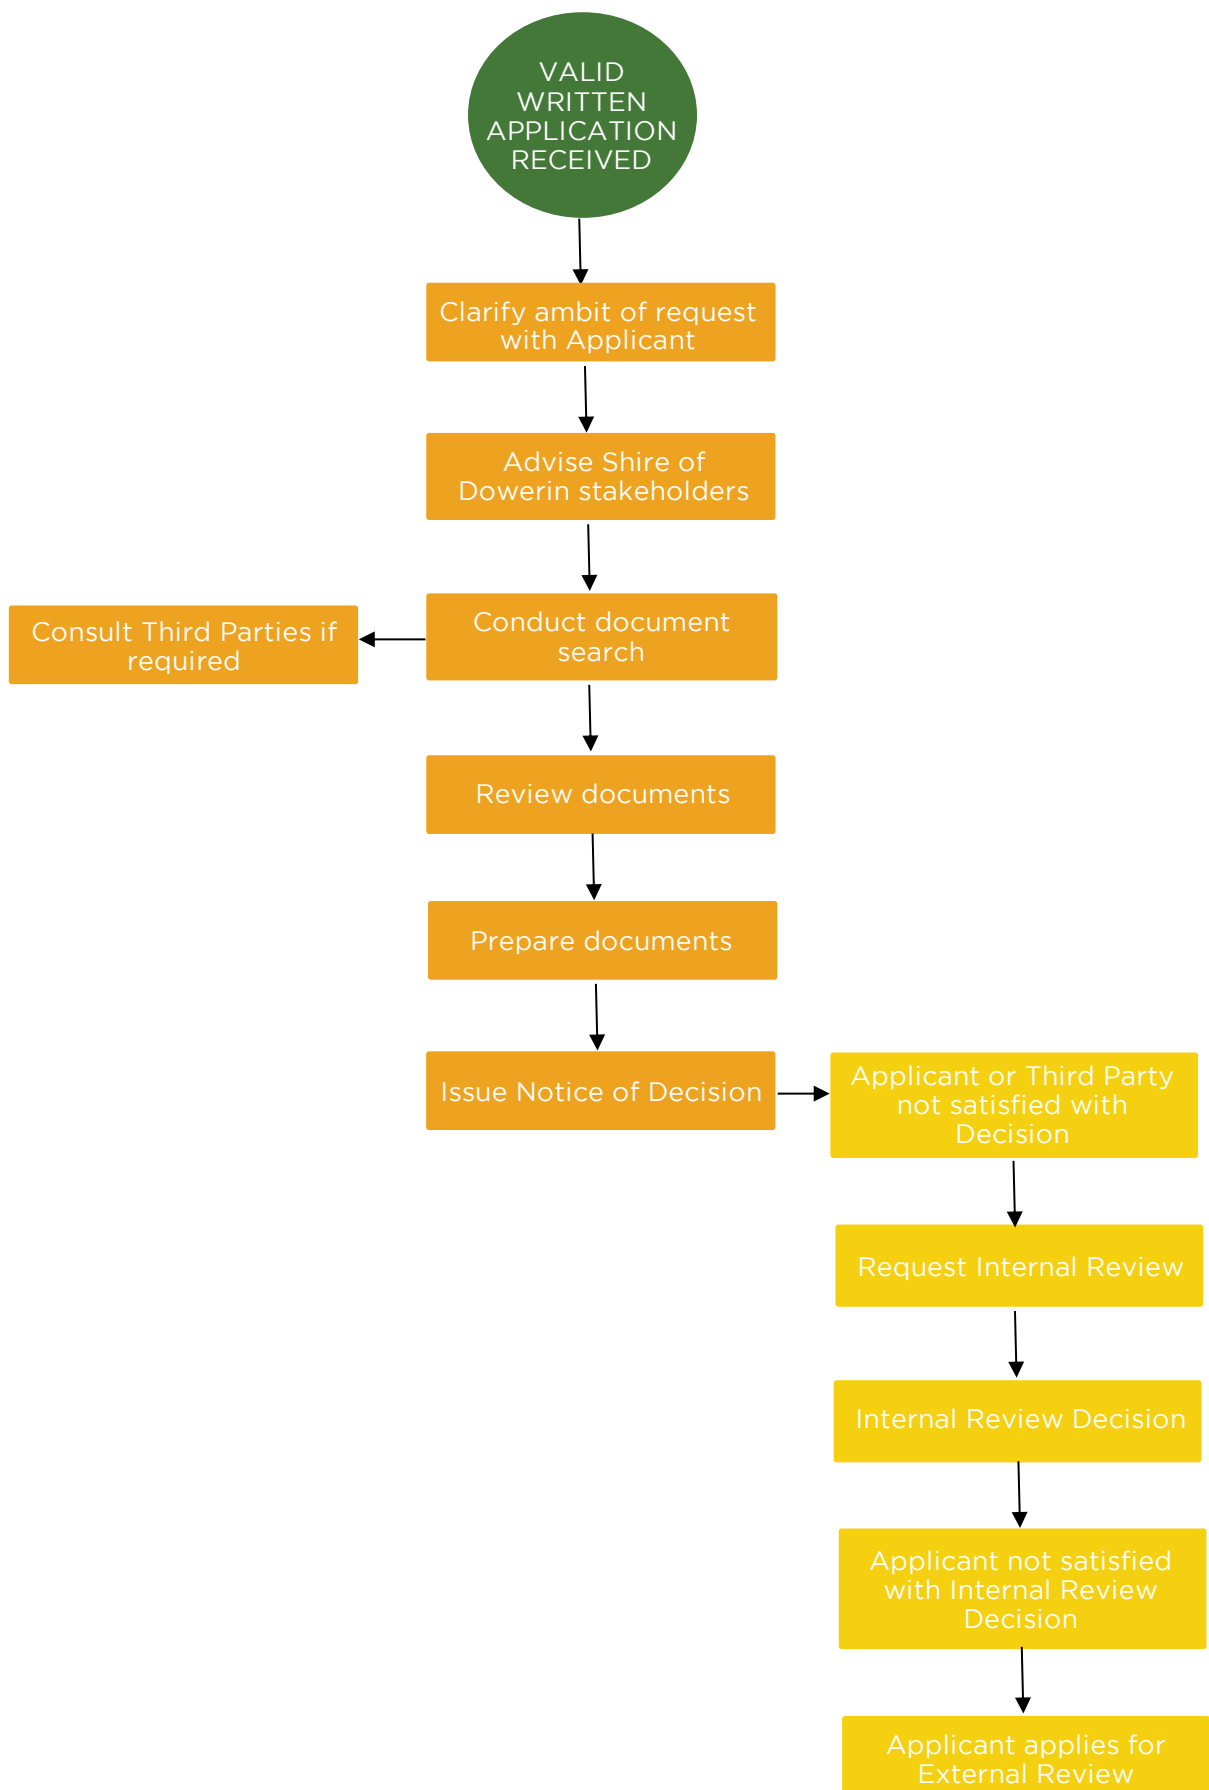 VALID
WRITTEN
APPLICATION
RECEIVED
Clarify ambit of request
with Applicant
Advise Shire of
Dowerin stakeholders
Conduct document
search
Consult Third Parties if
required
Review documents
Prepare documents
Issue Notice of Decision
Applicant or Third Party
not satisfied with
Decision
Request Internal Review
Internal Review Decision
Applicant not satisfied
with Internal Review
Decision
Applicant applies for
External Review